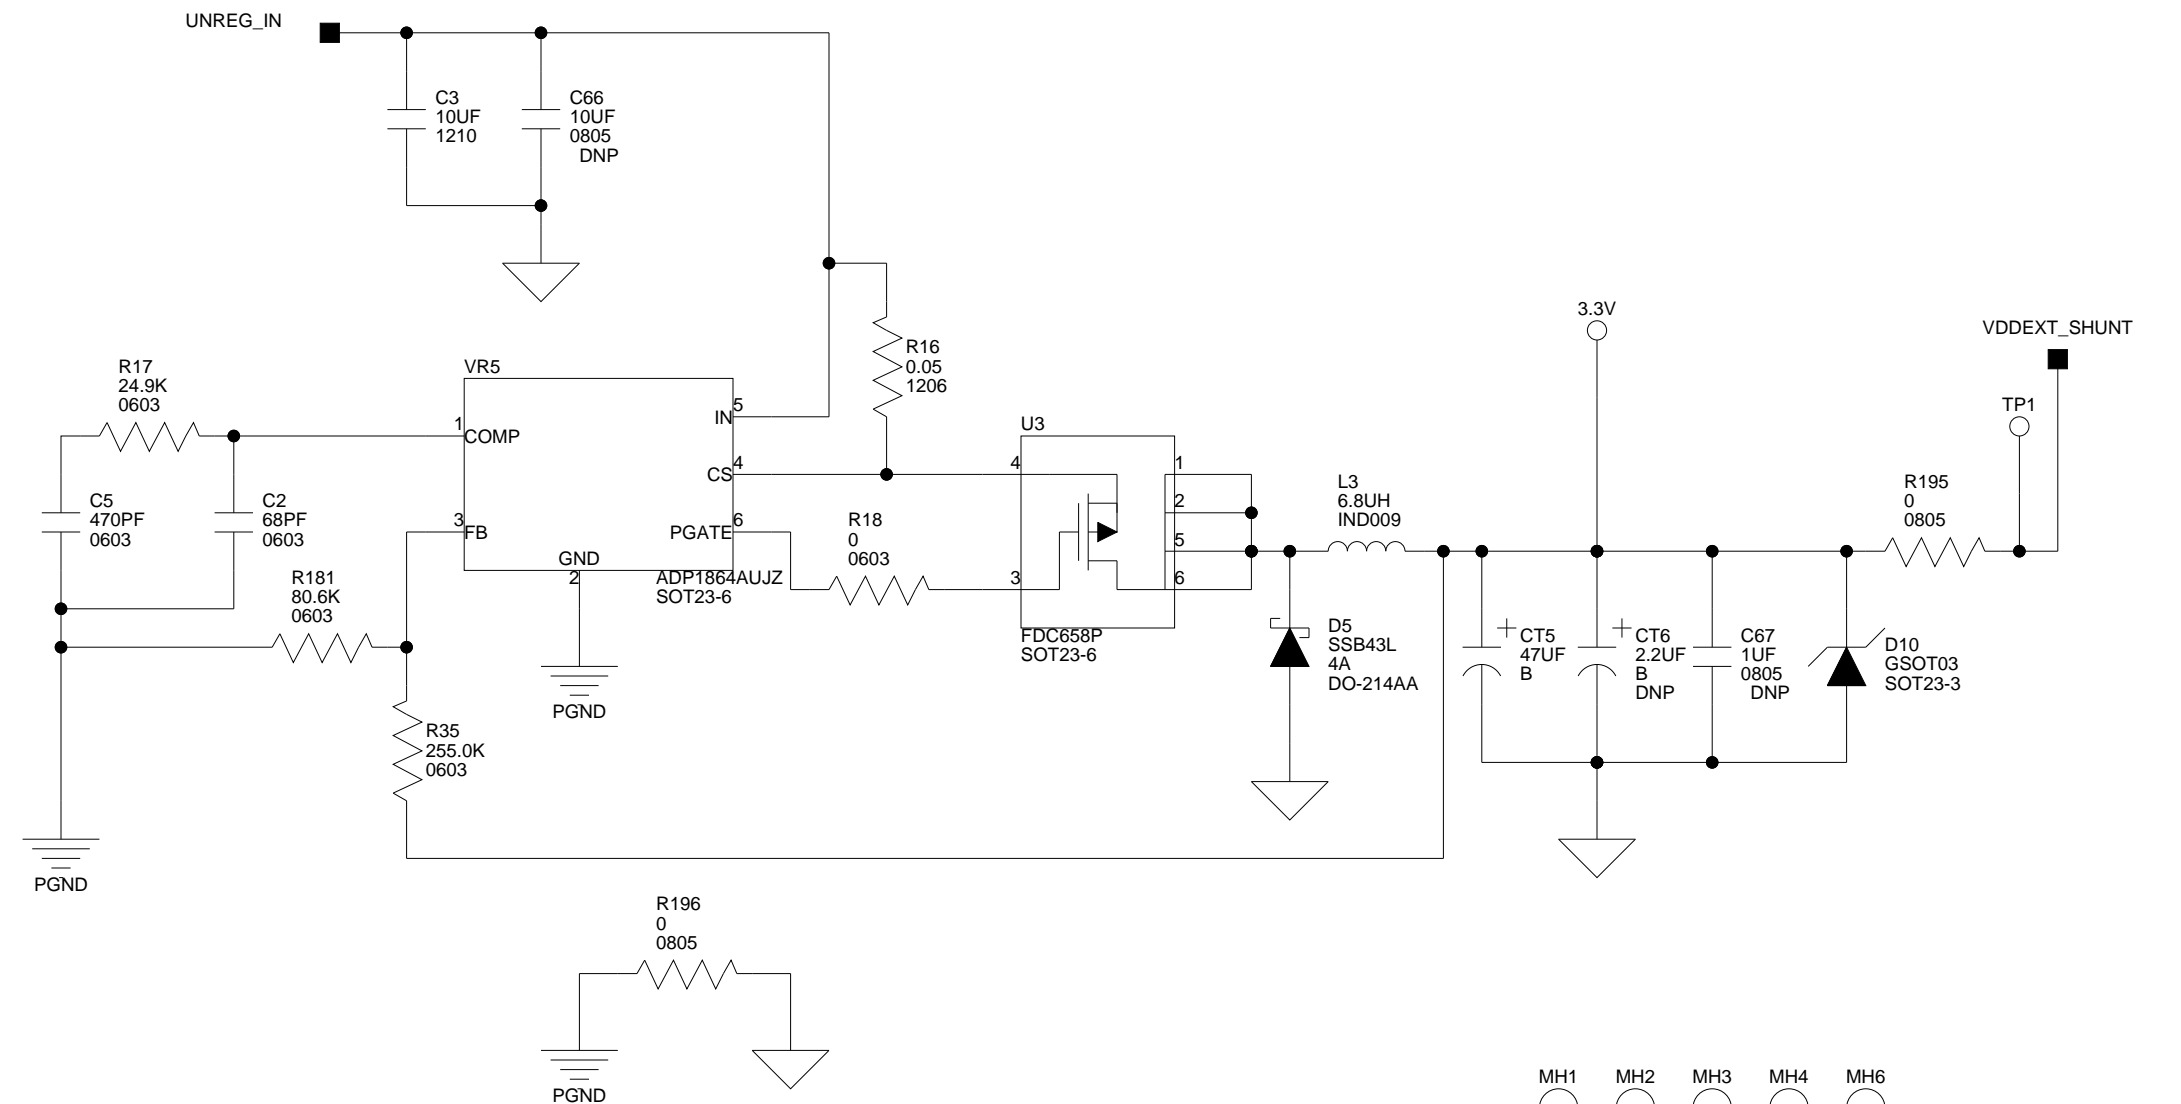 UNREG_IN
C3
10UF
1210
C66
10UF
0805
DNP
R16
0.05
1206
3.3V
VDDEXT_SHUNT
TP1
R17
24.9K
0603
VR5
1
COMP
3
FB
GND
2
5
IN
4
CS
6
PGATE
ADP1864AUJZ
SOT23-6
C5
470PF
0603
C2
68PF
0603
R181
80.6K
0603
R18
0
0603
U3
4
3
1
2
5
6
FDC658P
SOT23-6
L3
6.8UH
IND009
R195
0
0805
D5
SSB43L
4A
DO-214AA
CT5
47UF
B
CT6
2.2UF
B
DNP
C67
1UF
0805
DNP
D10
GSOT03
SOT23-3
PGND
R35
255.0K
0603
PGND
R196
0
0805
PGND
MH1
MH2
MH3
MH4
MH6